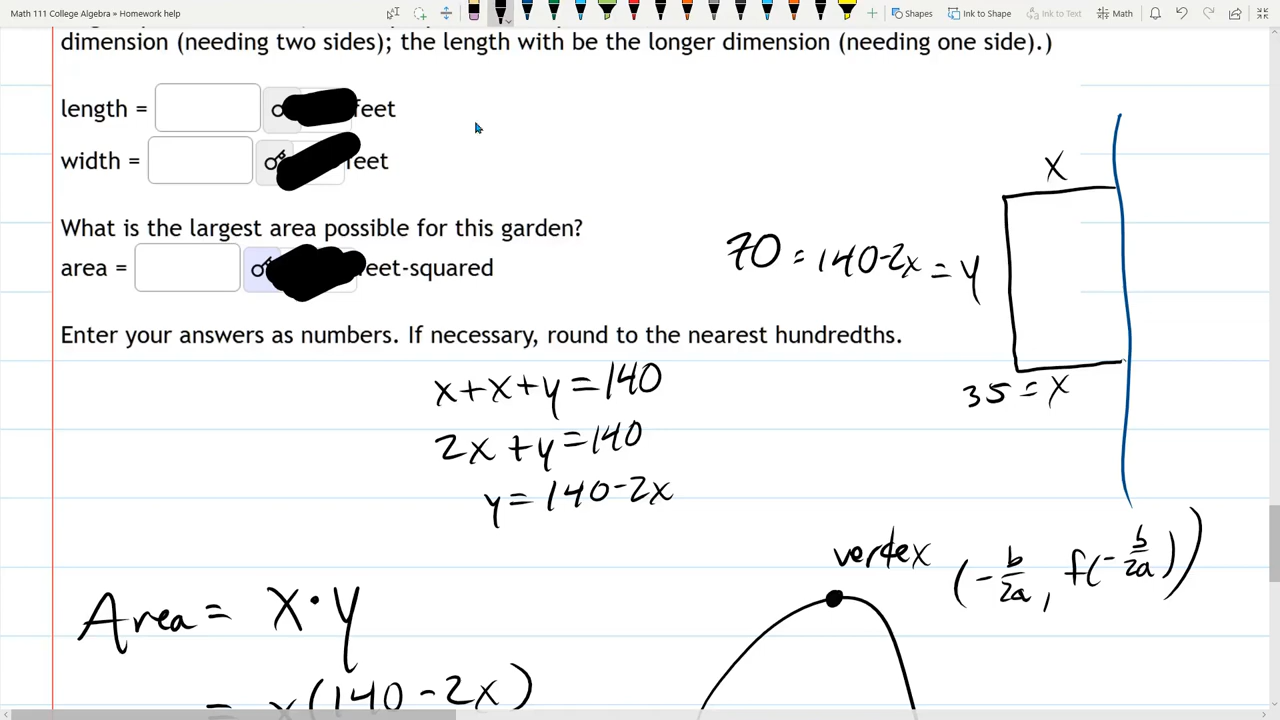 Math 111 College Algebra » Homework help
Shapes
Ink to Shape
Ink to Text
Math
dimension (needing two sides); the length with be the longer dimension (needing one side).)
length = feet
width = feet
What is the largest area possible for this garden?
area = eet-squared
Enter your answers as numbers. If necessary, round to the nearest hundredths.
x
70 = 140-2x = y
35 = x
x+x+y=140
2x+y=140
y=140-2x
vertex (-b/2a, f(-b/2a))
Area = x·y
= x(140-2x)